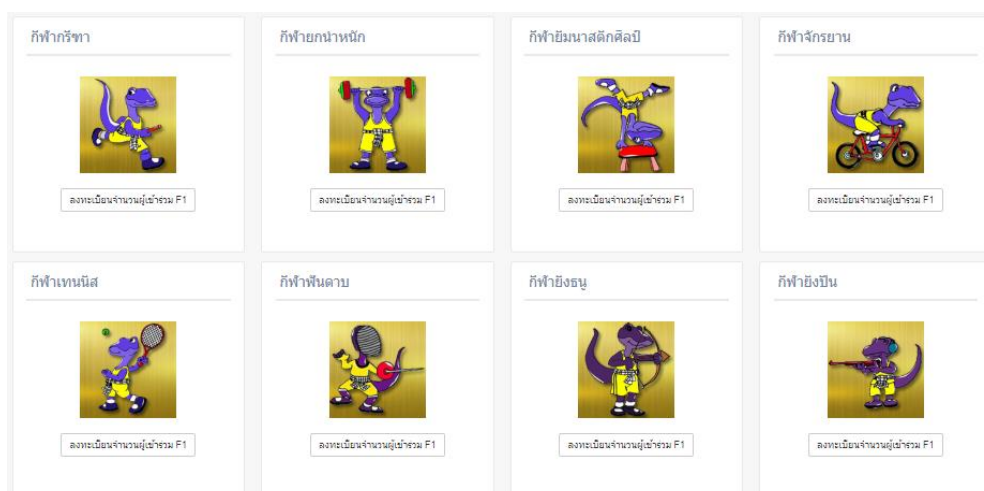 กีฬากรีฑา
กีฬายกน้ำหนัก
กีฬายิมนาสติกศิลป์
กีฬาจักรยาน
ลงทะเบียนจำนวนผู้เข้าร่วม F1
ลงทะเบียนจำนวนผู้เข้าร่วม F1
ลงทะเบียนจำนวนผู้เข้าร่วม F1
ลงทะเบียนจำนวนผู้เข้าร่วม F1
กีฬาเทนนิส
กีฬาฟันดาบ
กีฬายิงธนู
กีฬายิงปืน
ลงทะเบียนจำนวนผู้เข้าร่วม F1
ลงทะเบียนจำนวนผู้เข้าร่วม F1
ลงทะเบียนจำนวนผู้เข้าร่วม F1
ลงทะเบียนจำนวนผู้เข้าร่วม F1